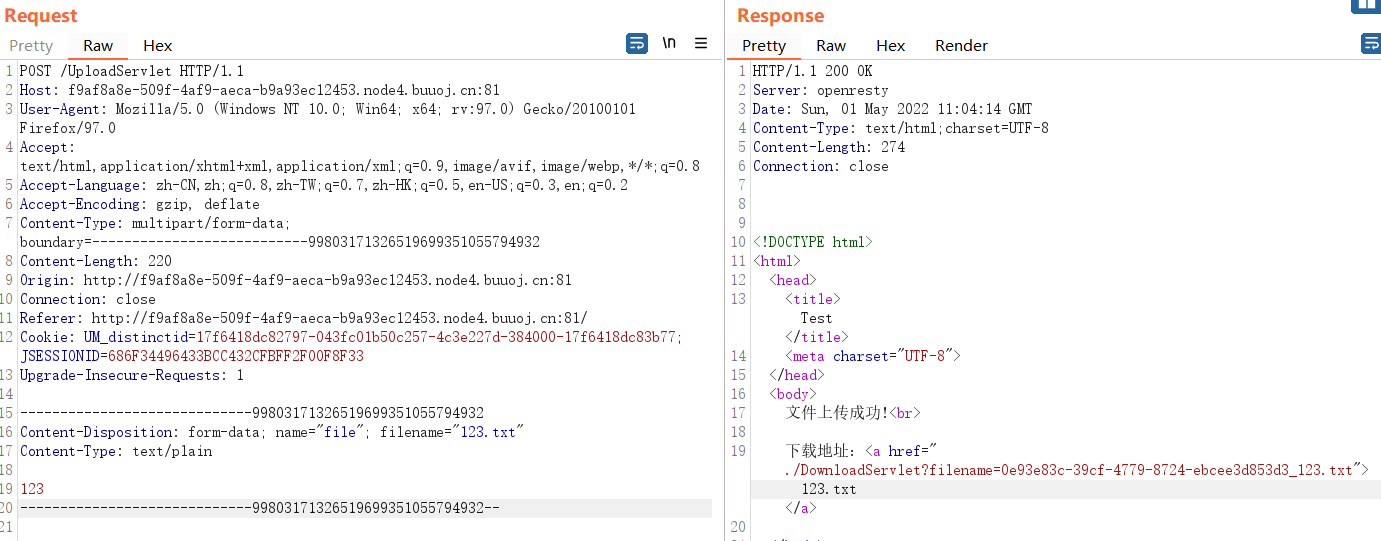 Request
Pretty Raw Hex
\n
1 POST /UploadServlet HTTP/1.1
2 Host: f9af8a8e-509f-4af9-aeca-b9a93ec12453.node4.buuoj.cn:81
3 User-Agent: Mozilla/5.0 (Windows NT 10.0; Win64; x64; rv:97.0) Gecko/20100101
Firefox/97.0
4 Accept:
text/html,application/xhtml+xml,application/xml;q=0.9,image/avif,image/webp,*/*;q=0.8
5 Accept-Language: zh-CN,zh;q=0.8,zh-TW;q=0.7,zh-HK;q=0.5,en-US;q=0.3,en;q=0.2
6 Accept-Encoding: gzip, deflate
7 Content-Type: multipart/form-data;
boundary=---------------------------998031713265196993510557​94932
8 Content-Length: 220
9 Origin: http://f9af8a8e-509f-4af9-aeca-b9a93ec12453.node4.buuoj.cn:81
10 Connection: close
11 Referer: http://f9af8a8e-509f-4af9-aeca-b9a93ec12453.node4.buuoj.cn:81/
12 Cookie: UM_distinctid=17f6418dc82797-043fc01b50c257-4c3e227d-384000-17f6418dc83b77;
JSESSIONID=686F34496433BCC432CFBFF2F00F8F33
13 Upgrade-Insecure-Requests: 1
14
15 -----------------------------99803171326519699351055794932
16 Content-Disposition: form-data; name="file"; filename="123.txt"
17 Content-Type: text/plain
18
19 123
20 -----------------------------99803171326519699351055794932--
21
Response
Pretty Raw Hex Render
1 HTTP/1.1 200 OK
2 Server: openresty
3 Date: Sun, 01 May 2022 11:04:14 GMT
4 Content-Type: text/html;charset=UTF-8
5 Content-Length: 274
6 Connection: close
7
8
9
10 <!DOCTYPE html>
11 <html>
12 <head>
13 <title>
Test
</title>
14 <meta charset="UTF-8">
15 </head>
16 <body>
17 文件上传成功!<br>
18
19 下载地址：<a href="
./DownloadServlet?filename=0e93e83c-39cf-4779-8724-ebcee3d853d3_123.txt">
123.txt
</a>
20